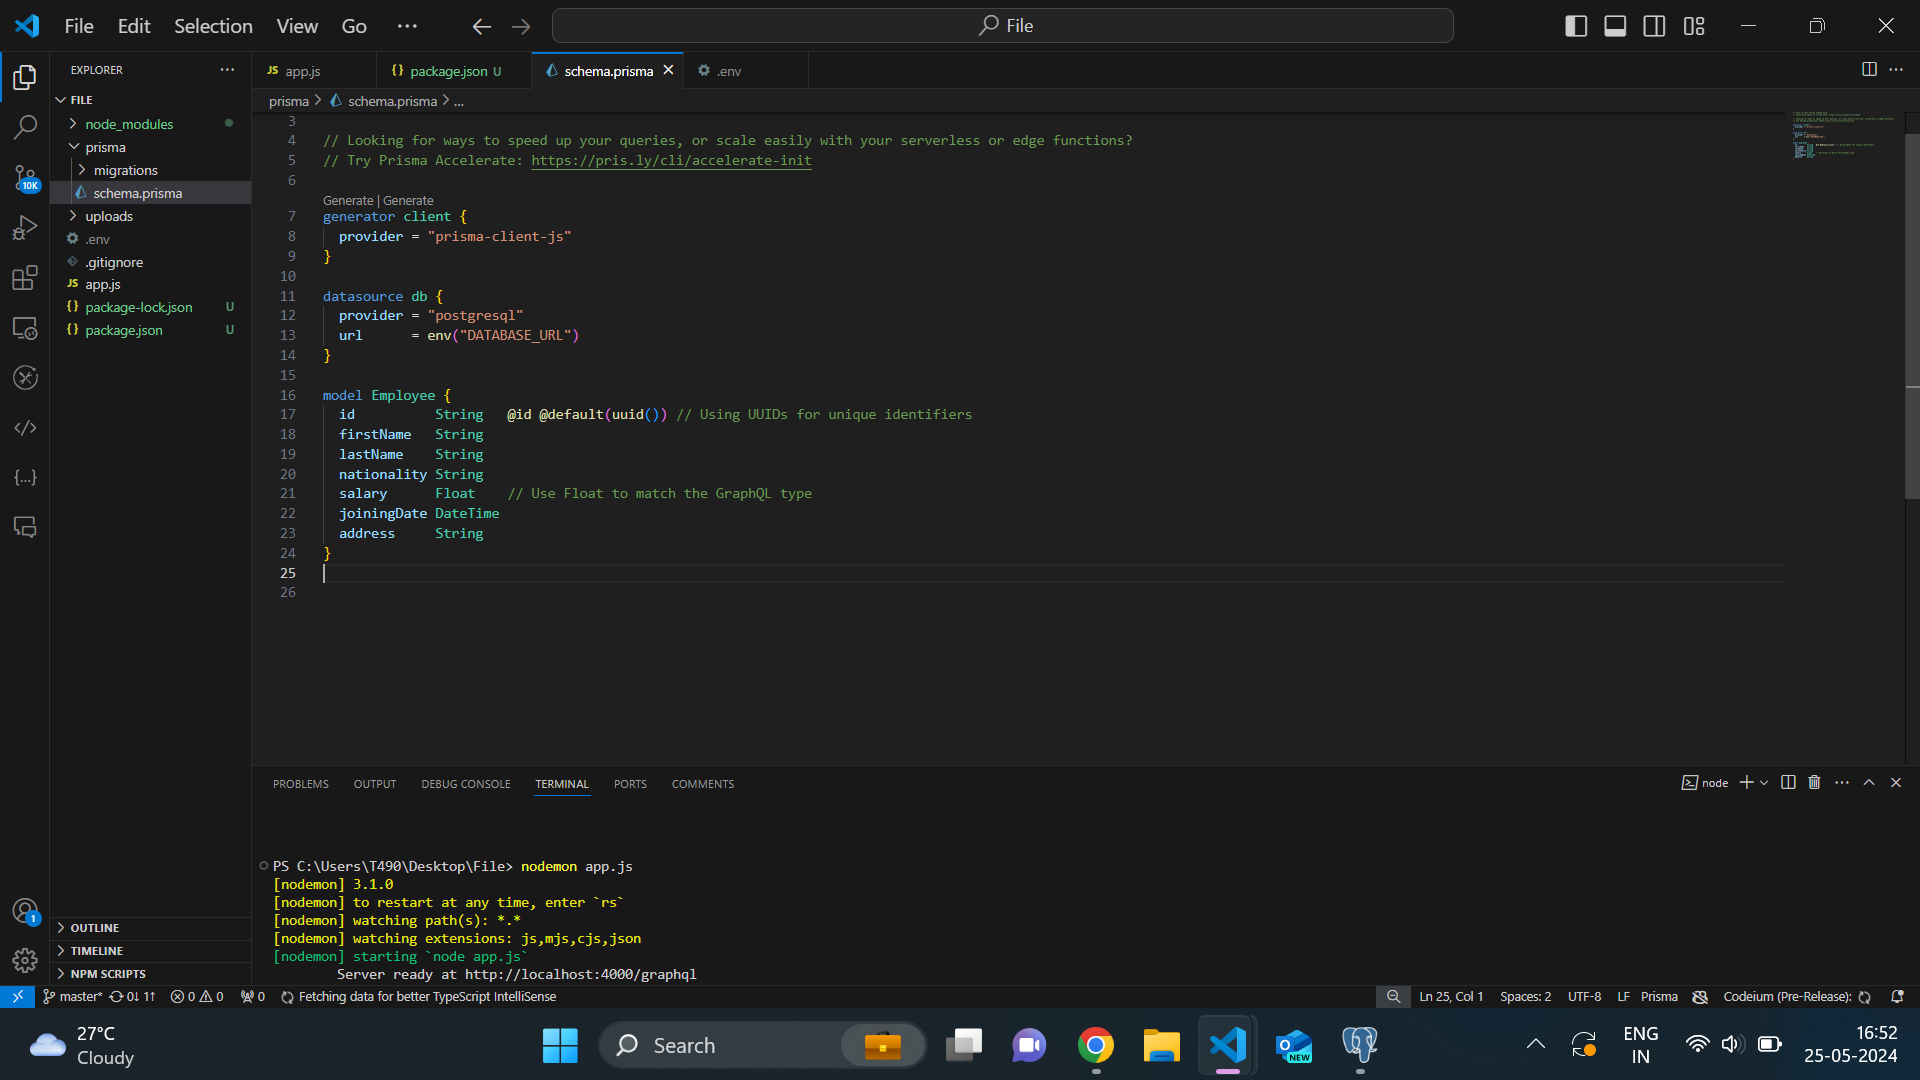 File Edit Selection View Go ...
File
EXPLORER
FILE
node_modules
prisma
migrations
schema.prisma
uploads
.env
.gitignore
JS app.js
{} package-lock.json U
{} package.json U
10K
1
OUTLINE
TIMELINE
NPM SCRIPTS
JS app.js
{} package.json U
schema.prisma
.env
prisma > schema.prisma > ...
3
4 // Looking for ways to speed up your queries, or scale easily with your serverless or edge functions?
5 // Try Prisma Accelerate: https://pris.ly/cli/accelerate-init
6
Generate | Generate
7 generator client {
8 provider = "prisma-client-js"
9 }
10
11 datasource db {
12 provider = "postgresql"
13 url = env("DATABASE_URL")
14 }
15
16 model Employee {
17 id String @id @default(uuid()) // Using UUIDs for unique identifiers
18 firstName String
19 lastName String
20 nationality String
21 salary Float // Use Float to match the GraphQL type
22 joiningDate DateTime
23 address String
24 }
25
26
PROBLEMS OUTPUT DEBUG CONSOLE TERMINAL PORTS COMMENTS
node
PS C:\Users\T490\Desktop\File> nodemon app.js
[nodemon] 3.1.0
[nodemon] to restart at any time, enter `rs`
[nodemon] watching path(s): *.*
[nodemon] watching extensions: js,mjs,cjs,json
[nodemon] starting `node app.js`
Server ready at http://localhost:4000/graphql
master* 0↓ 1↑ 0 0 0 Fetching data for better TypeScript IntelliSense
Ln 25, Col 1 Spaces: 2 UTF-8 LF Prisma Codeium (Pre-Release):
27°C
Cloudy
Search
NEW
ENG
IN
16:52
25-05-2024